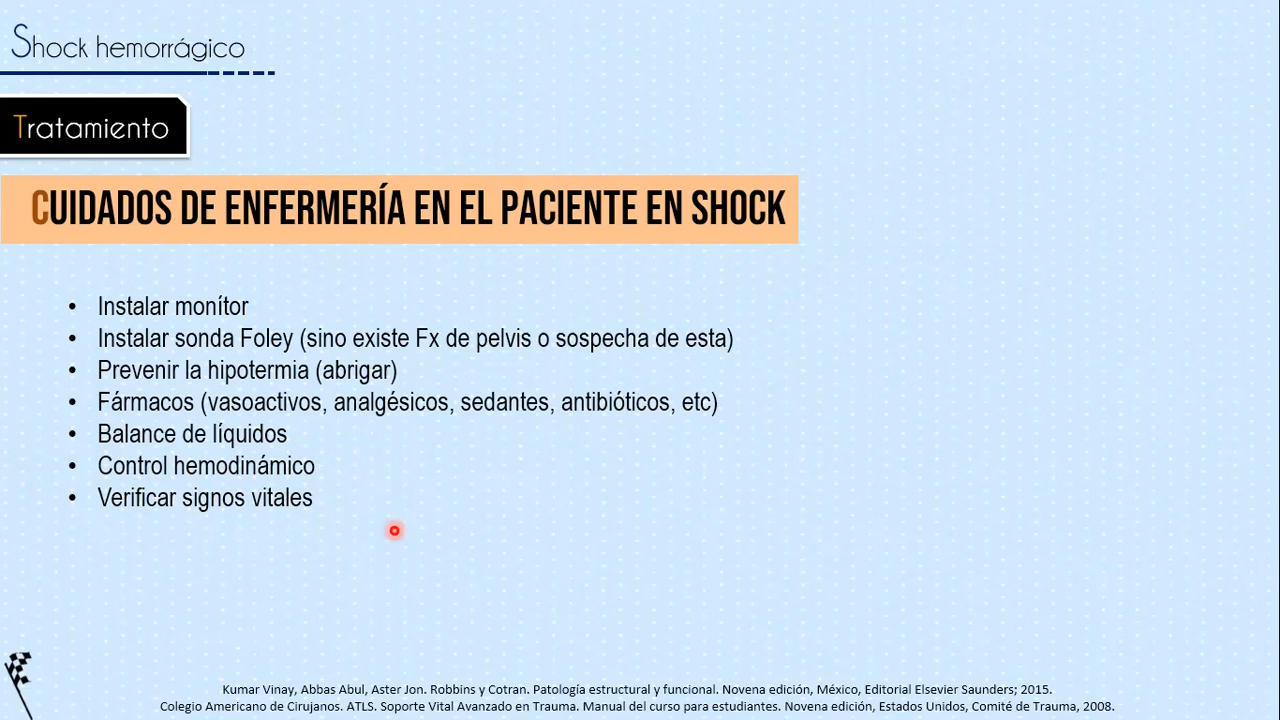 Shock hemorrágico
Tratamiento
CUIDADOS DE ENFERMERÍA EN EL PACIENTE EN SHOCK
• Instalar monítor
• Instalar sonda Foley (sino existe Fx de pelvis o sospecha de esta)
• Prevenir la hipotermia (abrigar)
• Fármacos (vasoactivos, analgésicos, sedantes, antibióticos, etc)
• Balance de líquidos
• Control hemodinámico
• Verificar signos vitales
Kumar Vinay, Abbas Abul, Aster Jon. Robbins y Cotran. Patología estructural y funcional. Novena edición, México, Editorial Elsevier Saunders; 2015.
Colegio Americano de Cirujanos. ATLS. Soporte Vital Avanzado en Trauma. Manual del curso para estudiantes. Novena edición, Estados Unidos, Comité de Trauma, 2008.